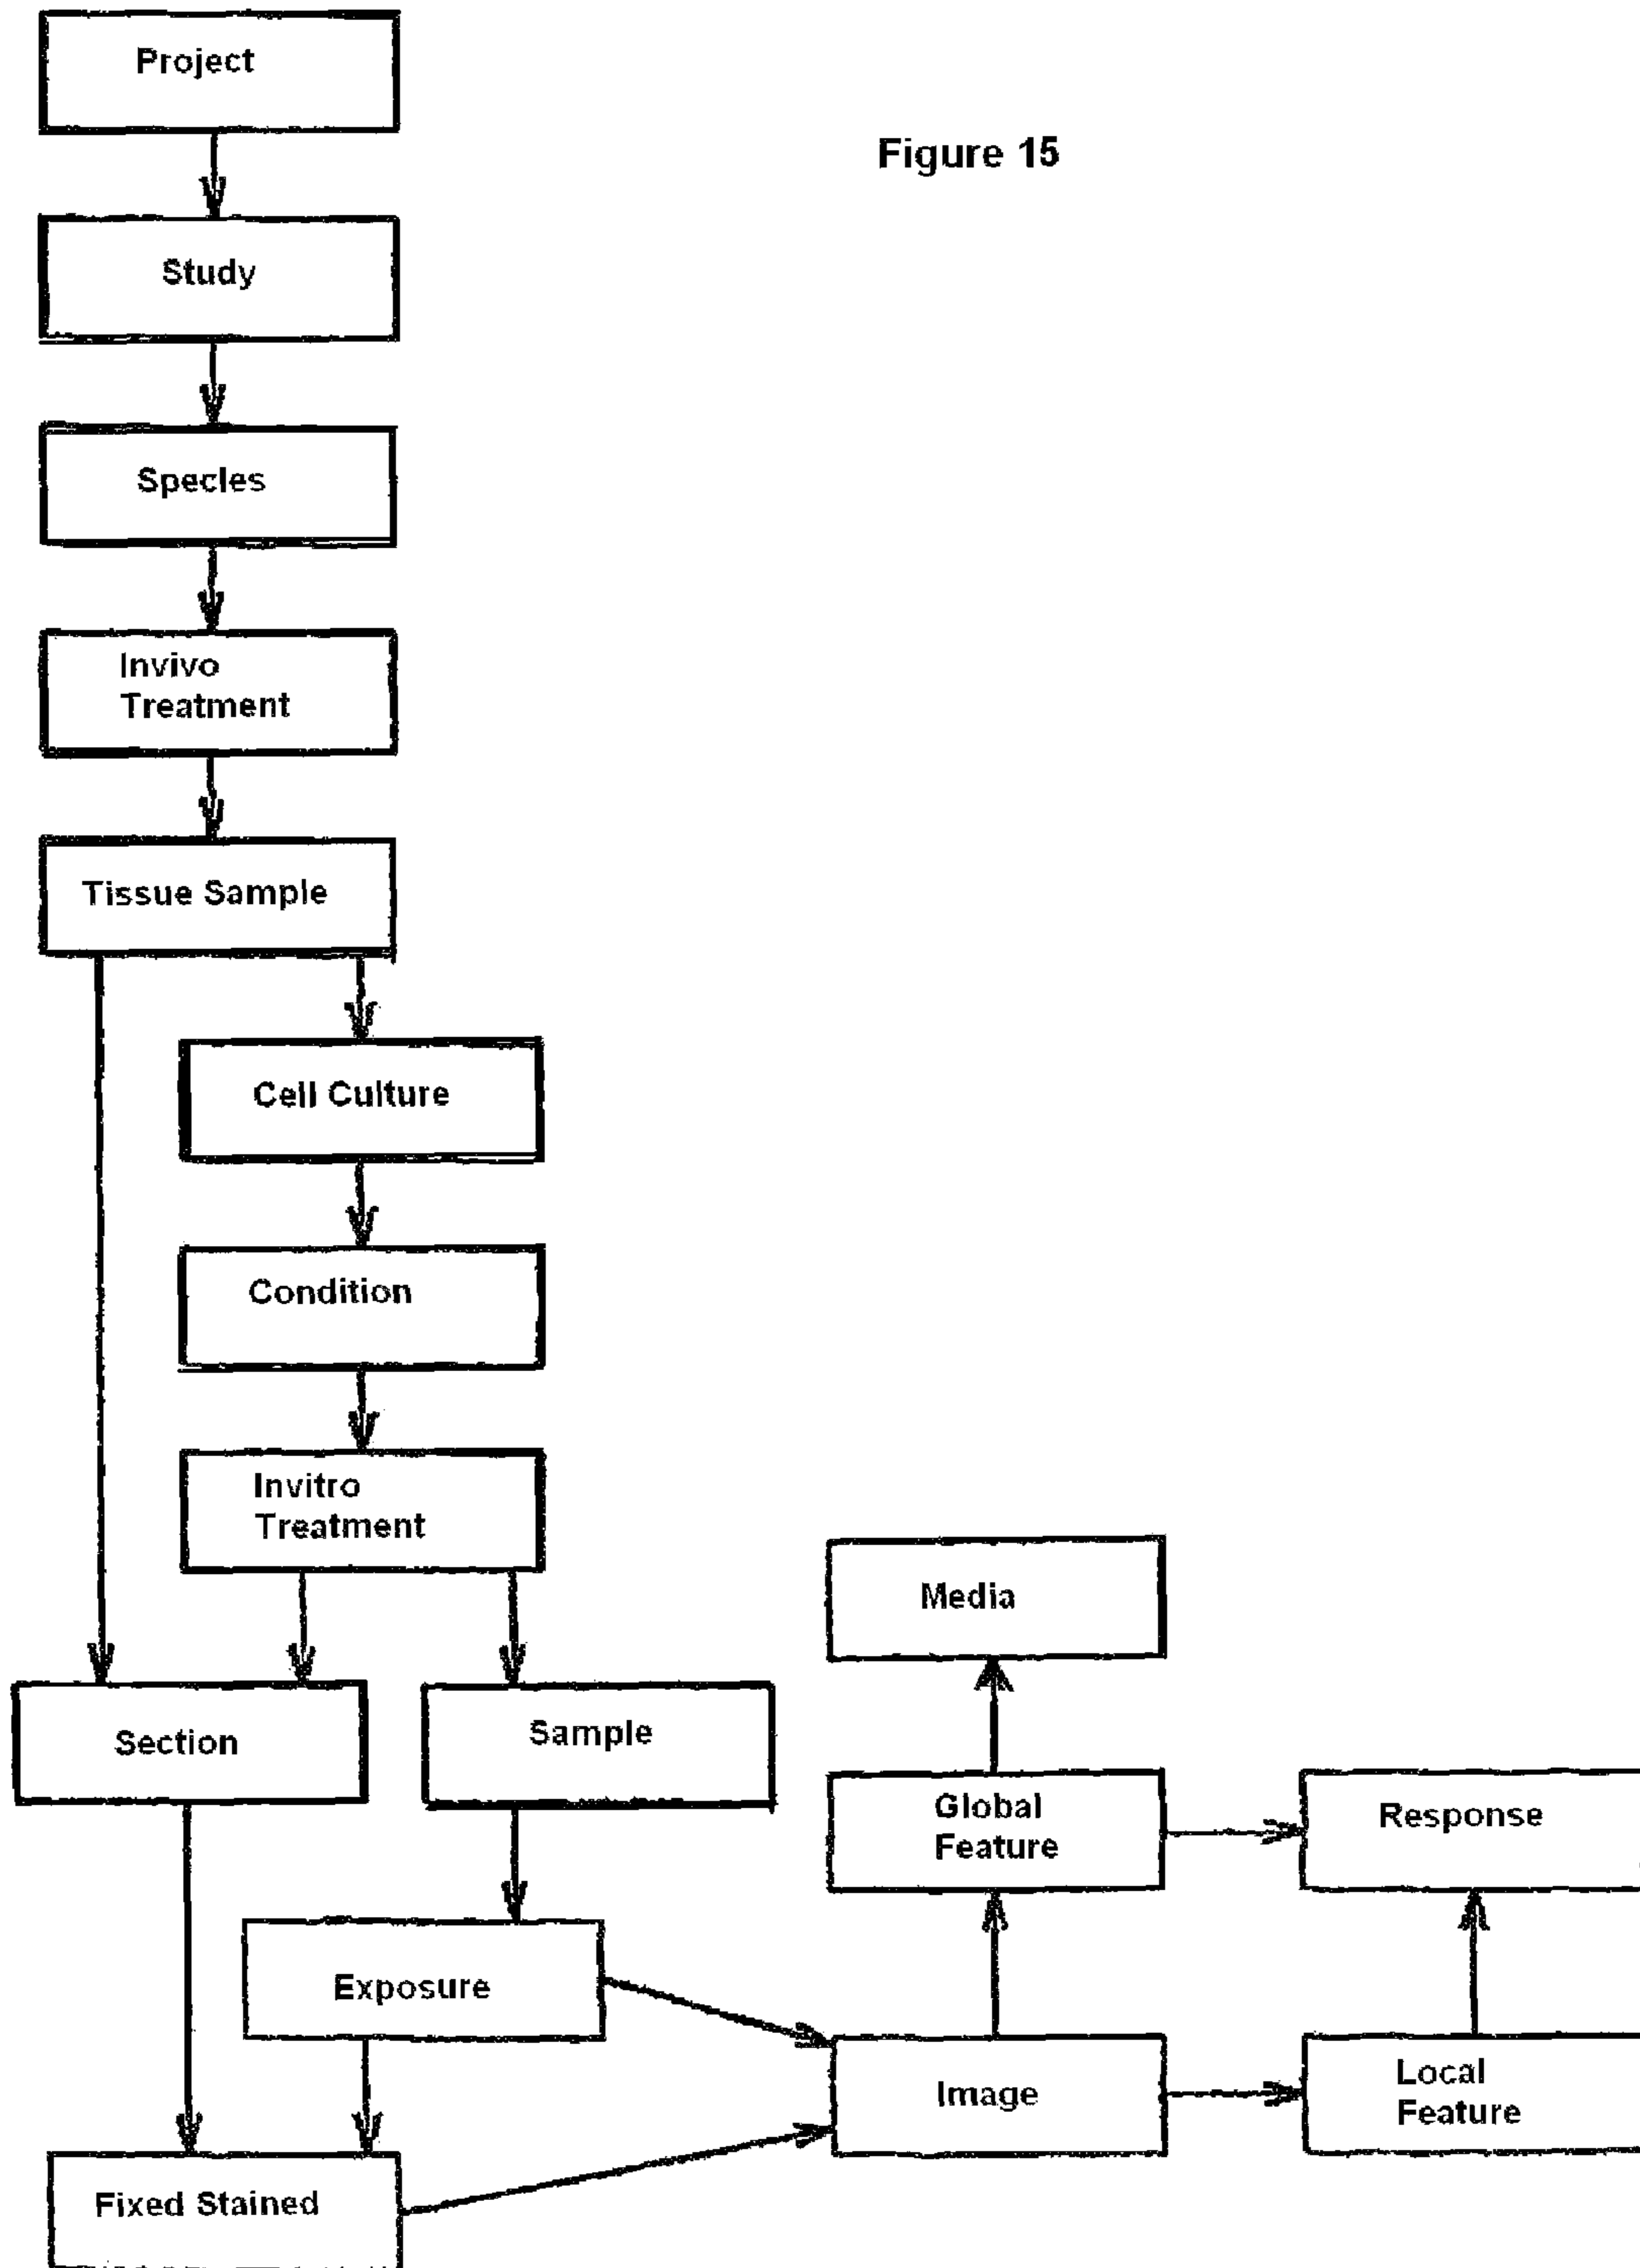 Project
Figure 15
Study
Species
Invivo
Treatment
Tissue Sample
Cell Culture
Condition
Invitro
Treatment
Media
Section
Sample
Global
Feature
Response
Exposure
Image
Local
Feature
Fixed Stained